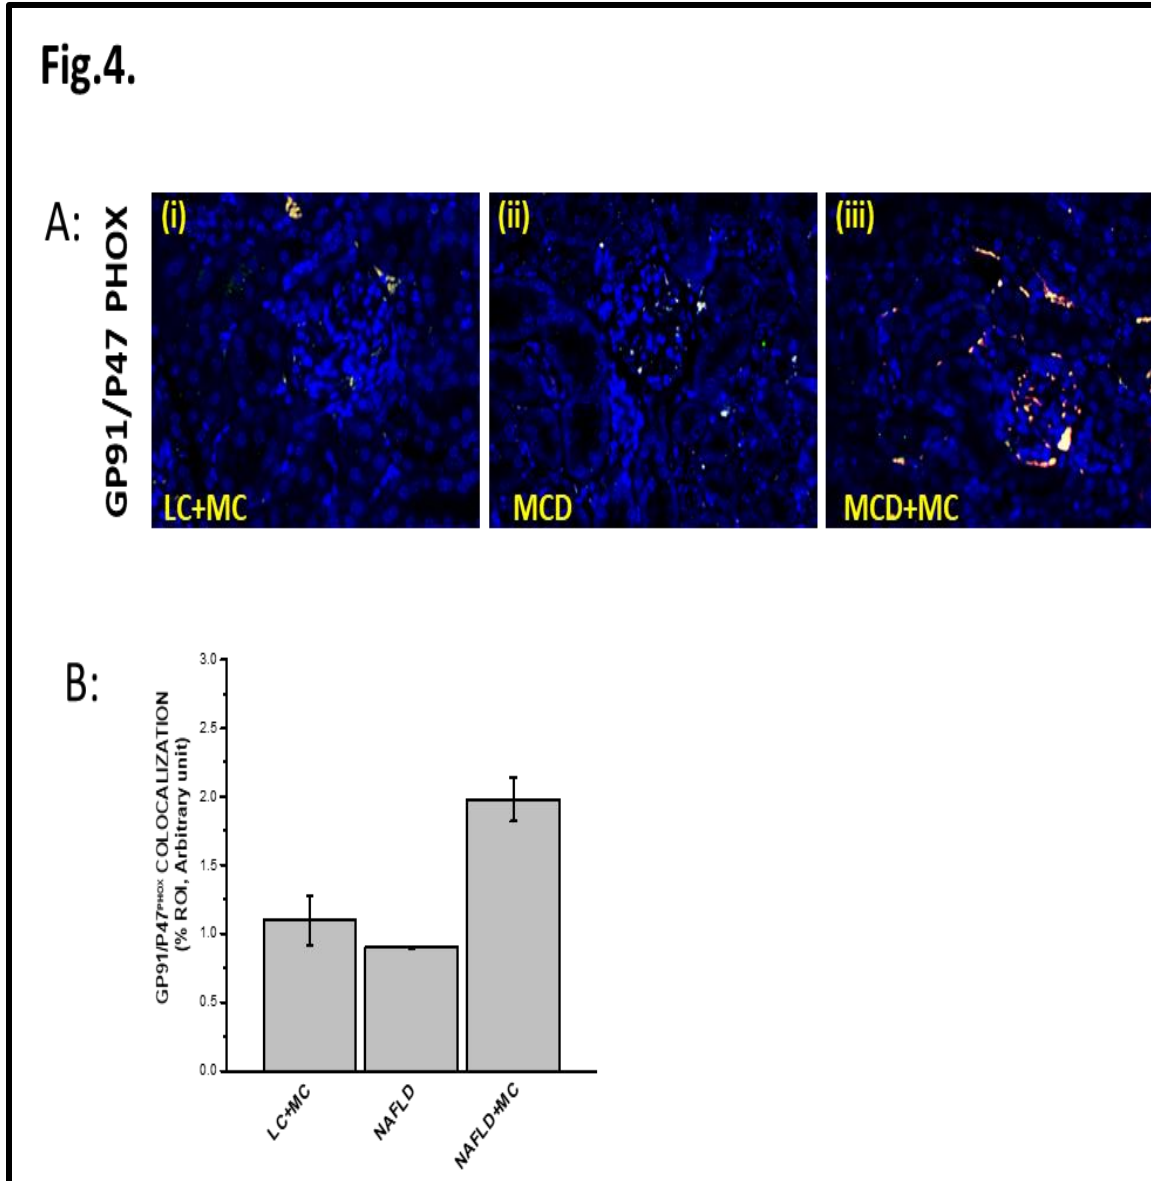 Fig.4.
A:
GP91/P47 PHOX
(i)
(ii)
(iii)
LC+MC
MCD
MCD+MC
B:
GP91/P47PHOX COLOCALIZATION
(% ROI, Arbitrary unit)
3.0
2.5
2.0
1.5
1.0
0.5
0.0
LC+MC
NAFLD
NAFLD+MC